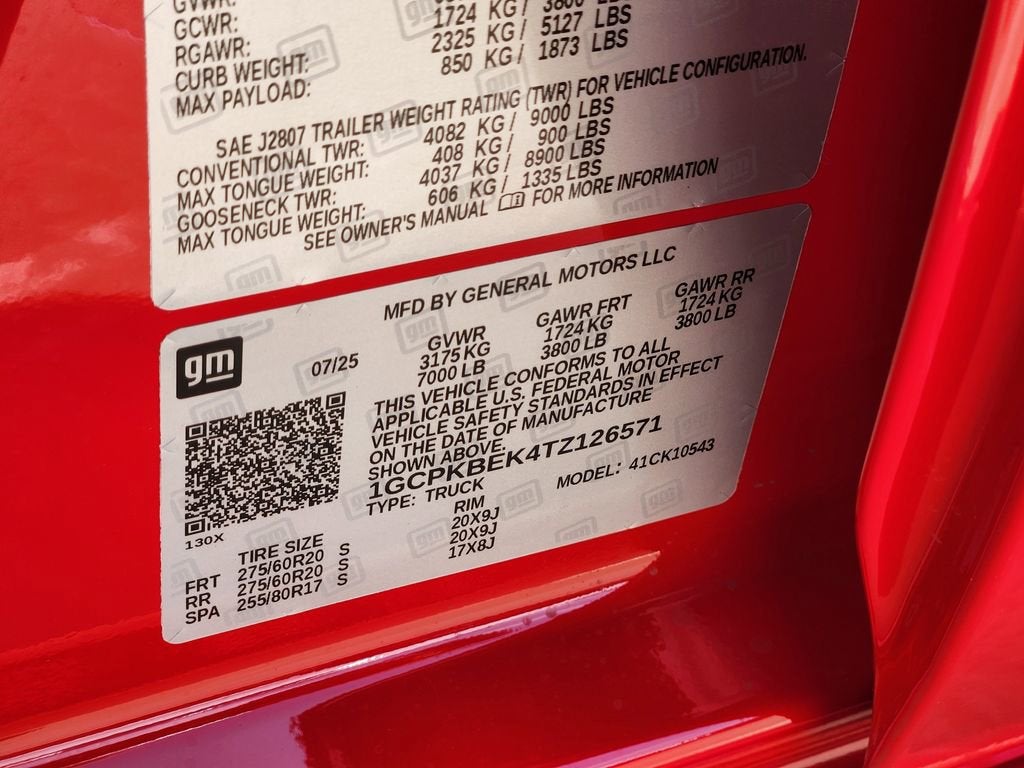 GVWR:
GCWR:
RGAWR: 1724 KG / 3800 LBS
CURB WEIGHT: 2325 KG / 5127 LBS
MAX PAYLOAD: 850 KG / 1873 LBS
SAE J2807 TRAILER WEIGHT RATING (TWR) FOR VEHICLE CONFIGURATION.
CONVENTIONAL TWR: 4082 KG / 9000 LBS
MAX TONGUE WEIGHT: 408 KG / 900 LBS
GOOSENECK TWR: 4037 KG / 8900 LBS
MAX TONGUE WEIGHT: 606 KG / 1335 LBS
SEE OWNER'S MANUAL FOR MORE INFORMATION
MFD BY GENERAL MOTORS LLC
gm
07/25
GVWR GAWR FRT GAWR RR
3175 KG 1724 KG 1724 KG
7000 LB 3800 LB 3800 LB
THIS VEHICLE CONFORMS TO ALL
APPLICABLE U.S. FEDERAL MOTOR
VEHICLE SAFETY STANDARDS IN EFFECT
ON THE DATE OF MANUFACTURE
SHOWN ABOVE.
1GCPKBEK4TZ126571
TYPE: TRUCK MODEL: 41CK10543
130X
TIRE SIZE RIM
FRT 275/60R20 S 20X9J
RR 275/60R20 S 20X9J
SPA 255/80R17 S 17X8J